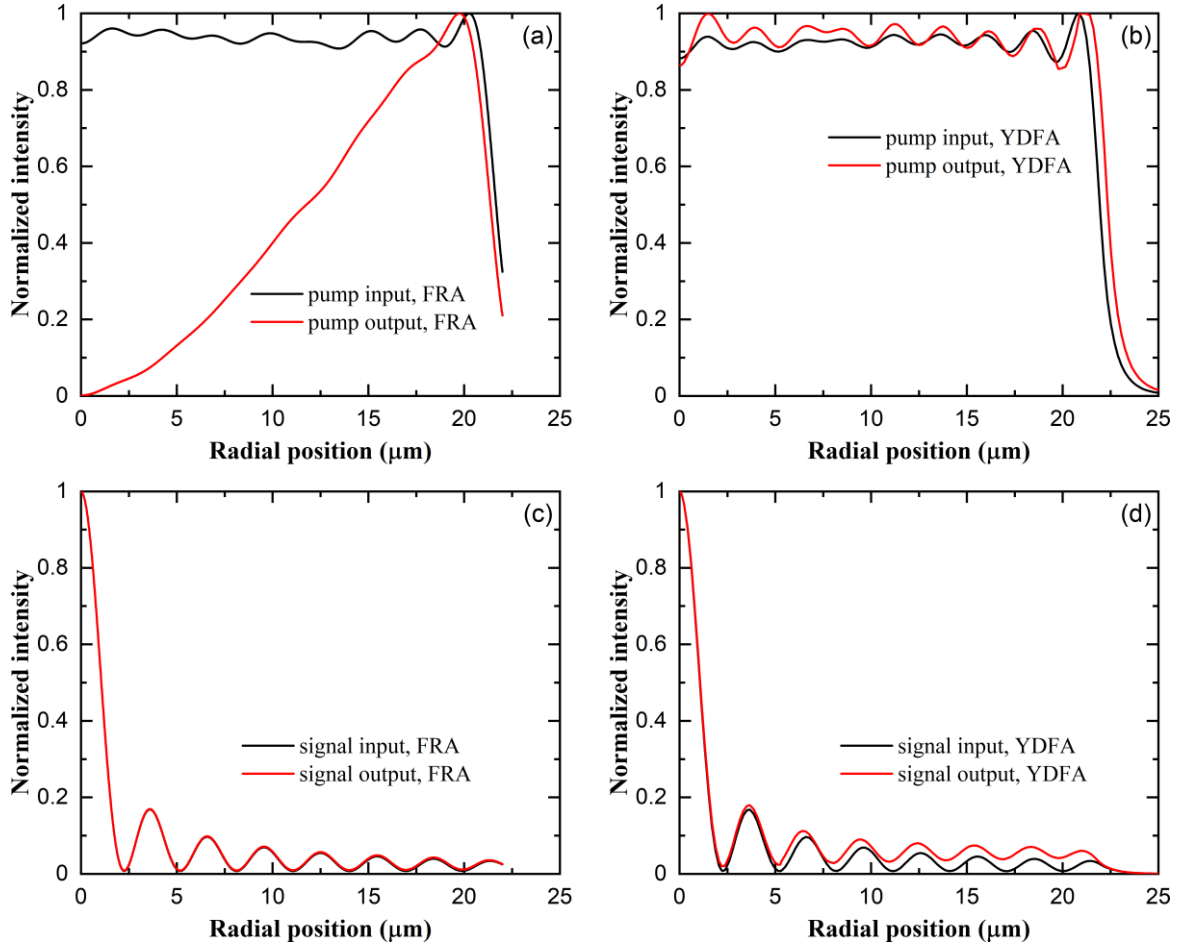 (a)
Normalized intensity
1
0.8
0.6
0.4
0.2
0
pump input, FRA
pump output, FRA
0 5 10 15 20 25
Radial position (μm)
(b)
Normalized intensity
1
0.8
0.6
0.4
0.2
0
pump input, YDFA
pump output, YDFA
0 5 10 15 20 25
Radial position (μm)
(c)
Normalized intensity
1
0.8
0.6
0.4
0.2
0
signal input, FRA
signal output, FRA
0 5 10 15 20 25
Radial position (μm)
(d)
Normalized intensity
1
0.8
0.6
0.4
0.2
0
signal input, YDFA
signal output, YDFA
0 5 10 15 20 25
Radial position (μm)